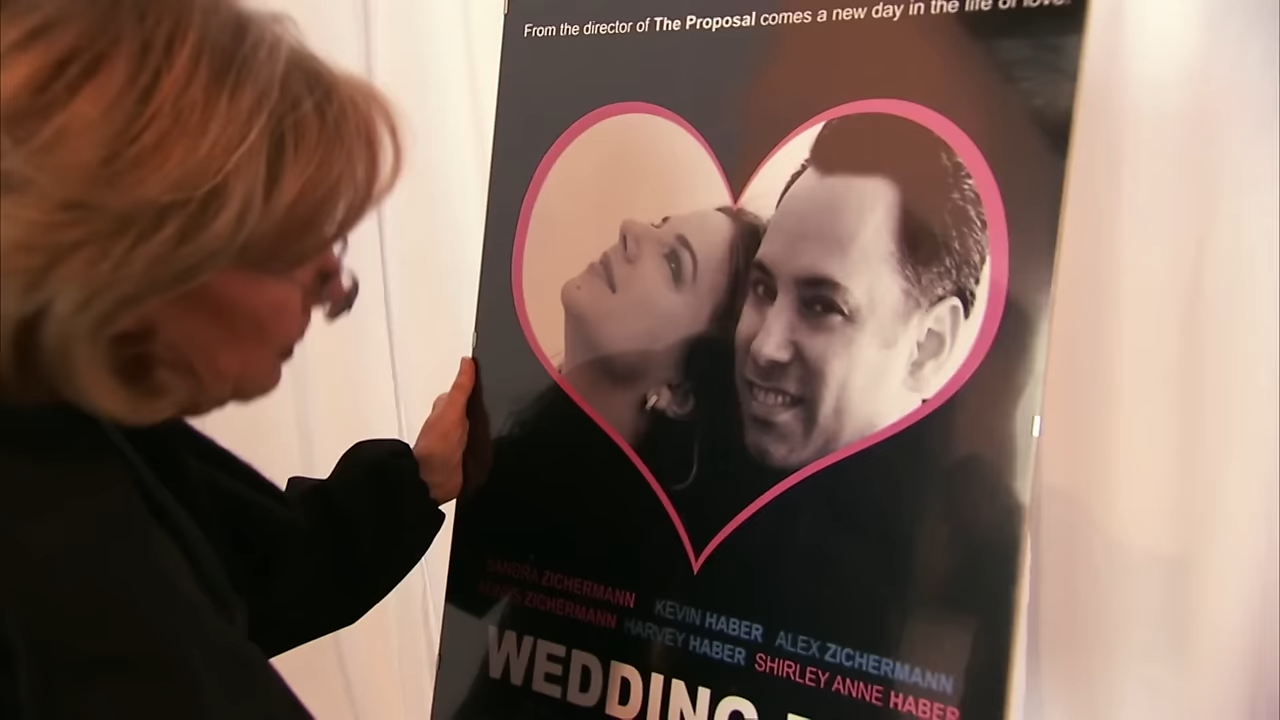 From the director of The Proposal comes a new day in the life of love.
SANDRA ZICHERMANN KEVIN HABER ALEX ZICHERMANN
ZICHERMANN HARVEY HABER SHIRLEY ANNE HABER
WEDDING